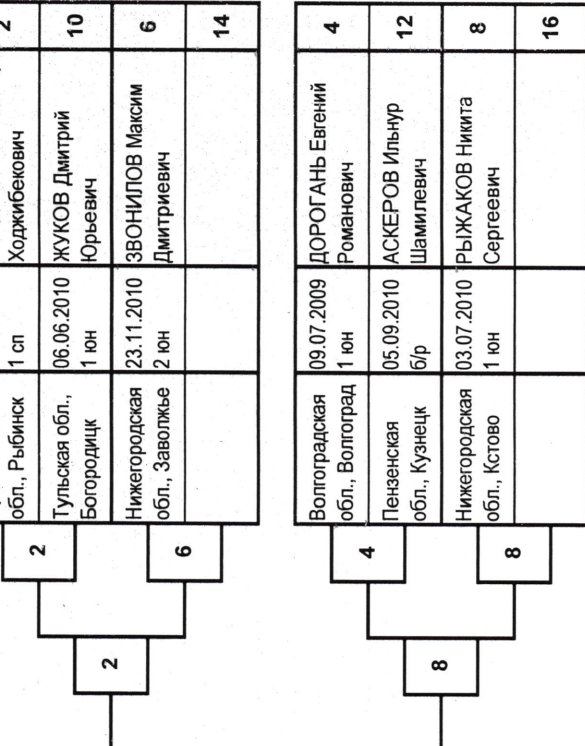 обл., Рыбинск
1 сп
Ходжибекович
2
Тульская обл.,
Богородицк
06.06.2010
1 юн
ЖУКОВ Дмитрий
Юрьевич
10
Нижегородская
обл., Заволжье
23.11.2010
2 юн
ЗВОНИЛОВ Максим
Дмитриевич
6
14
2
6
2
Волгоградская
обл., Волгоград
09.07.2009
1 юн
ДОРОГАНЬ Евгений
Романович
4
Пензенская
обл., Кузнецк
05.09.2010
б/р
АСКЕРОВ Ильнур
Шамилевич
12
Нижегородская
обл., Кстово
03.07.2010
1 юн
РЫЖАКОВ Никита
Сергеевич
8
16
4
8
8